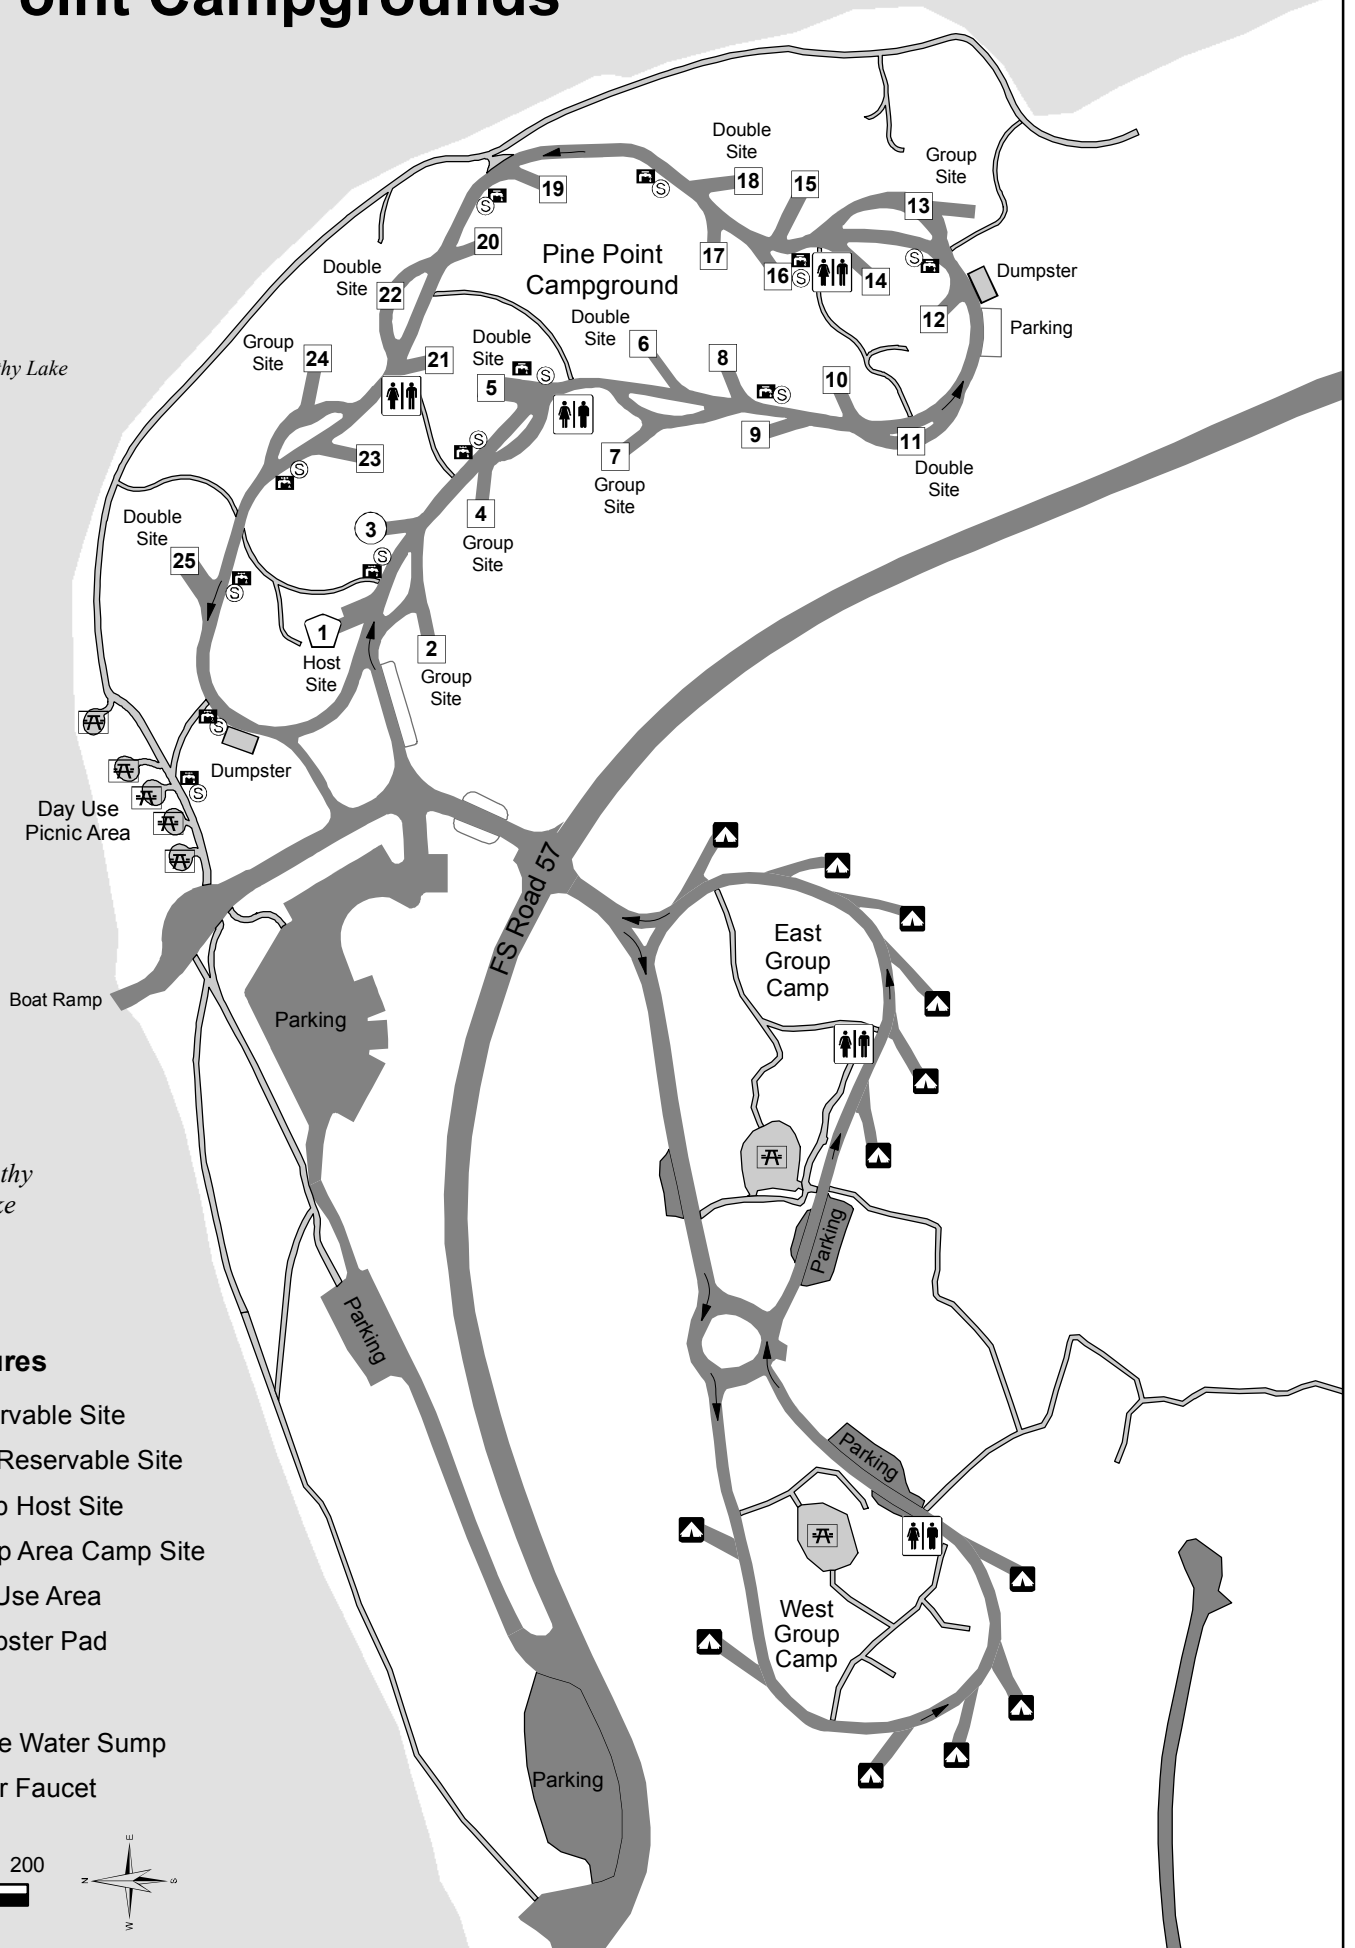 oint Campgrounds
Double
Site
Group
Site
18
15
13
19
20
17
16
14
Pine Point
Campground
Double
Site
22
Dumpster
12
Parking
Double
Site
6
8
10
Group
Site
24
21
Double
Site
5
hy Lake
7
Group
Site
9
11
Double
Site
23
4
Group
Site
3
Double
Site
25
1
Host
Site
2
Group
Site
S
S
S
S
S
S
S
S
S
S
S
S
Dumpster
Day Use
Picnic Area
FS Road 57
Boat Ramp
Parking
East
Group
Camp
thy
ke
Parking
Parking
Parking
West
Group
Camp
Parking
ures
rvable Site
Reservable Site
p Host Site
p Area Camp Site
Use Area
pster Pad
e Water Sump
r Faucet
200
E
N
S
W